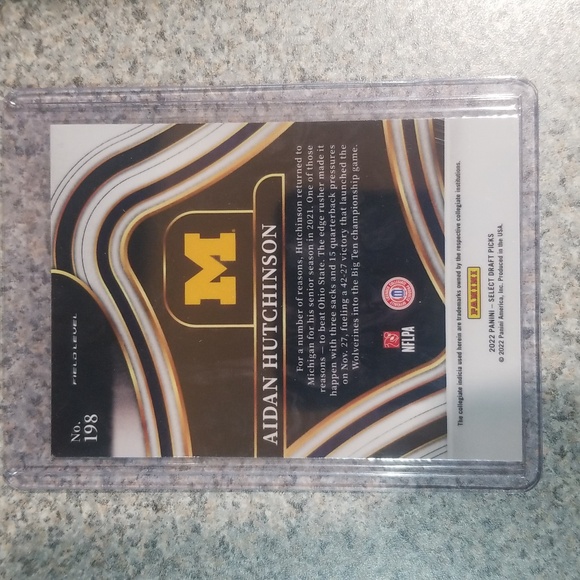 No.
198
FIELD LEVEL
M
AIDAN HUTCHINSON
For a number of reasons, Hutchinson returned to
Michigan for his senior season in 2021. One of those
reasons —to beat Ohio State. The edge rusher made it
happen with three sacks and 15 quarterback pressures
on Nov. 27, fueling a 42-27 victory that launched the
Wolverines into the Big Ten championship game.
NFLPA
The collegiate indicia used herein are trademarks owned by the respective collegiate institutions.
PANINI
2022 PANINI – SELECT DRAFT PICKS
© 2022 Panini America, Inc. Produced in the USA.